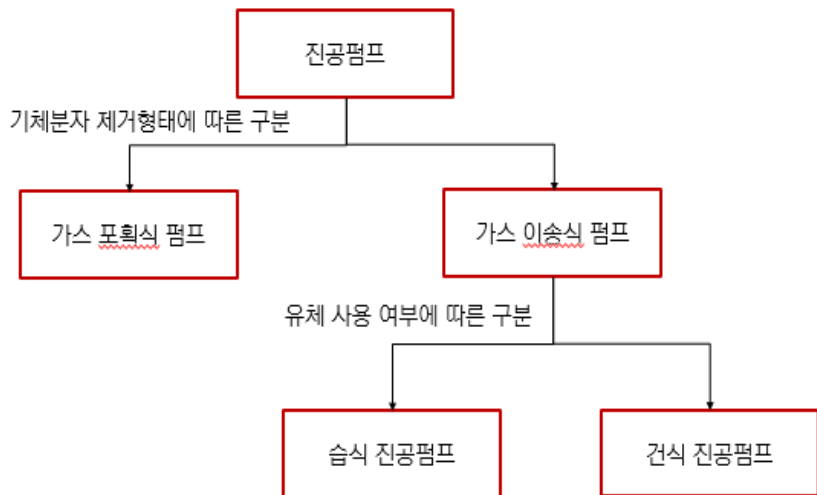 진공펌프
기체분자 제거형태에 따른 구분
가스 포획식 펌프
가스 이송식 펌프
유체 사용 여부에 따른 구분
습식 진공펌프
건식 진공펌프